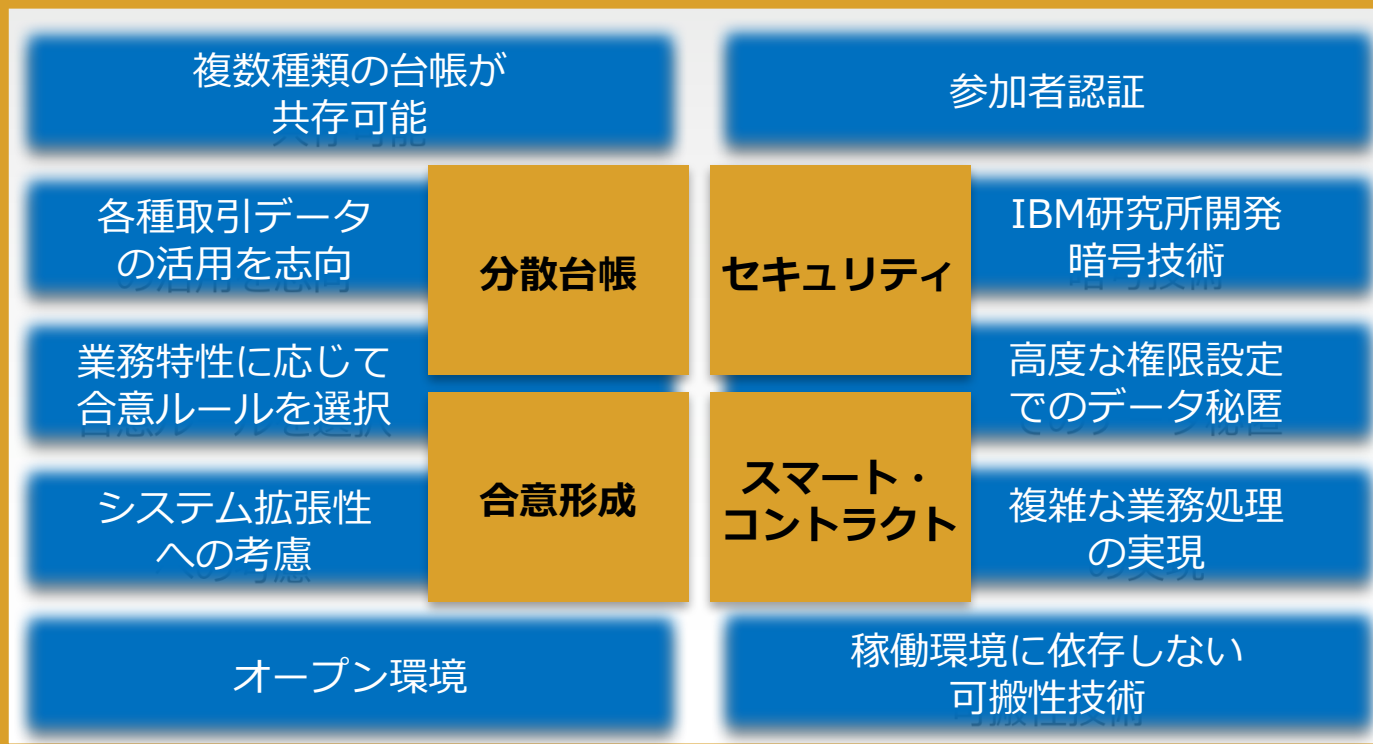 複数種類の台帳が
共存可能
参加者認証
各種取引データ
の活用を志向
分散台帳
セキュリティ
IBM研究所開発
暗号技術
業務特性に応じて
合意ルールを選択
高度な権限設定
でのデータ秘匿
システム拡張性
への考慮
合意形成
スマート・
コントラクト
複雑な業務処理
の実現
オープン環境
稼働環境に依存しない
可搬性技術